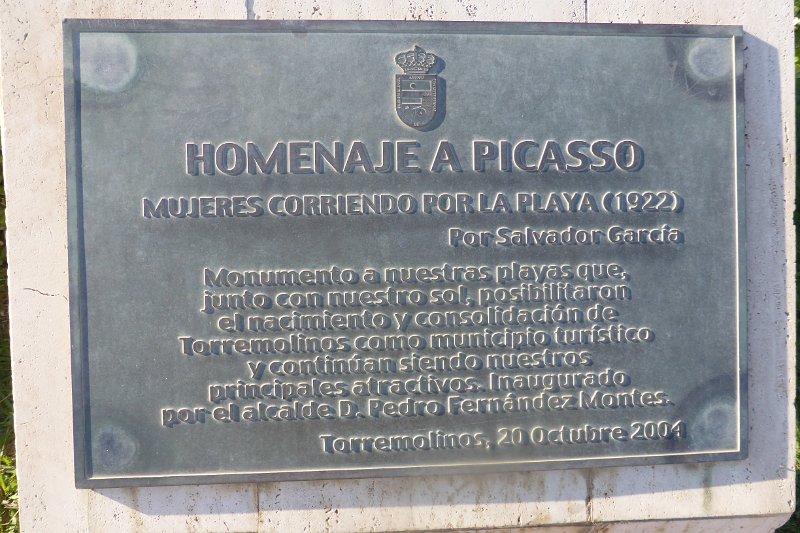 HOMENAJE A PICASSO
MUJERES CORRIENDO POR LA PLAYA (1922)
Por Salvador García
Monumento a nuestras playas que,
junto con nuestro sol, posibilitaron
el nacimiento y consolidación de
Torremolinos como municipio turístico
y continúan siendo nuestros
principales atractivos. Inaugurado
por el alcalde D. Pedro Fernández Montes.
Torremolinos, 20 Octubre 2004